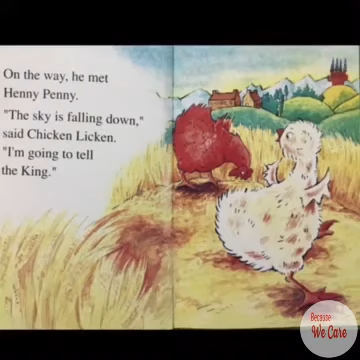 On the way, he met
Henny Penny.
"The sky is falling down,"
said Chicken Licken.
"I'm going to tell
the King."
Because
We Care